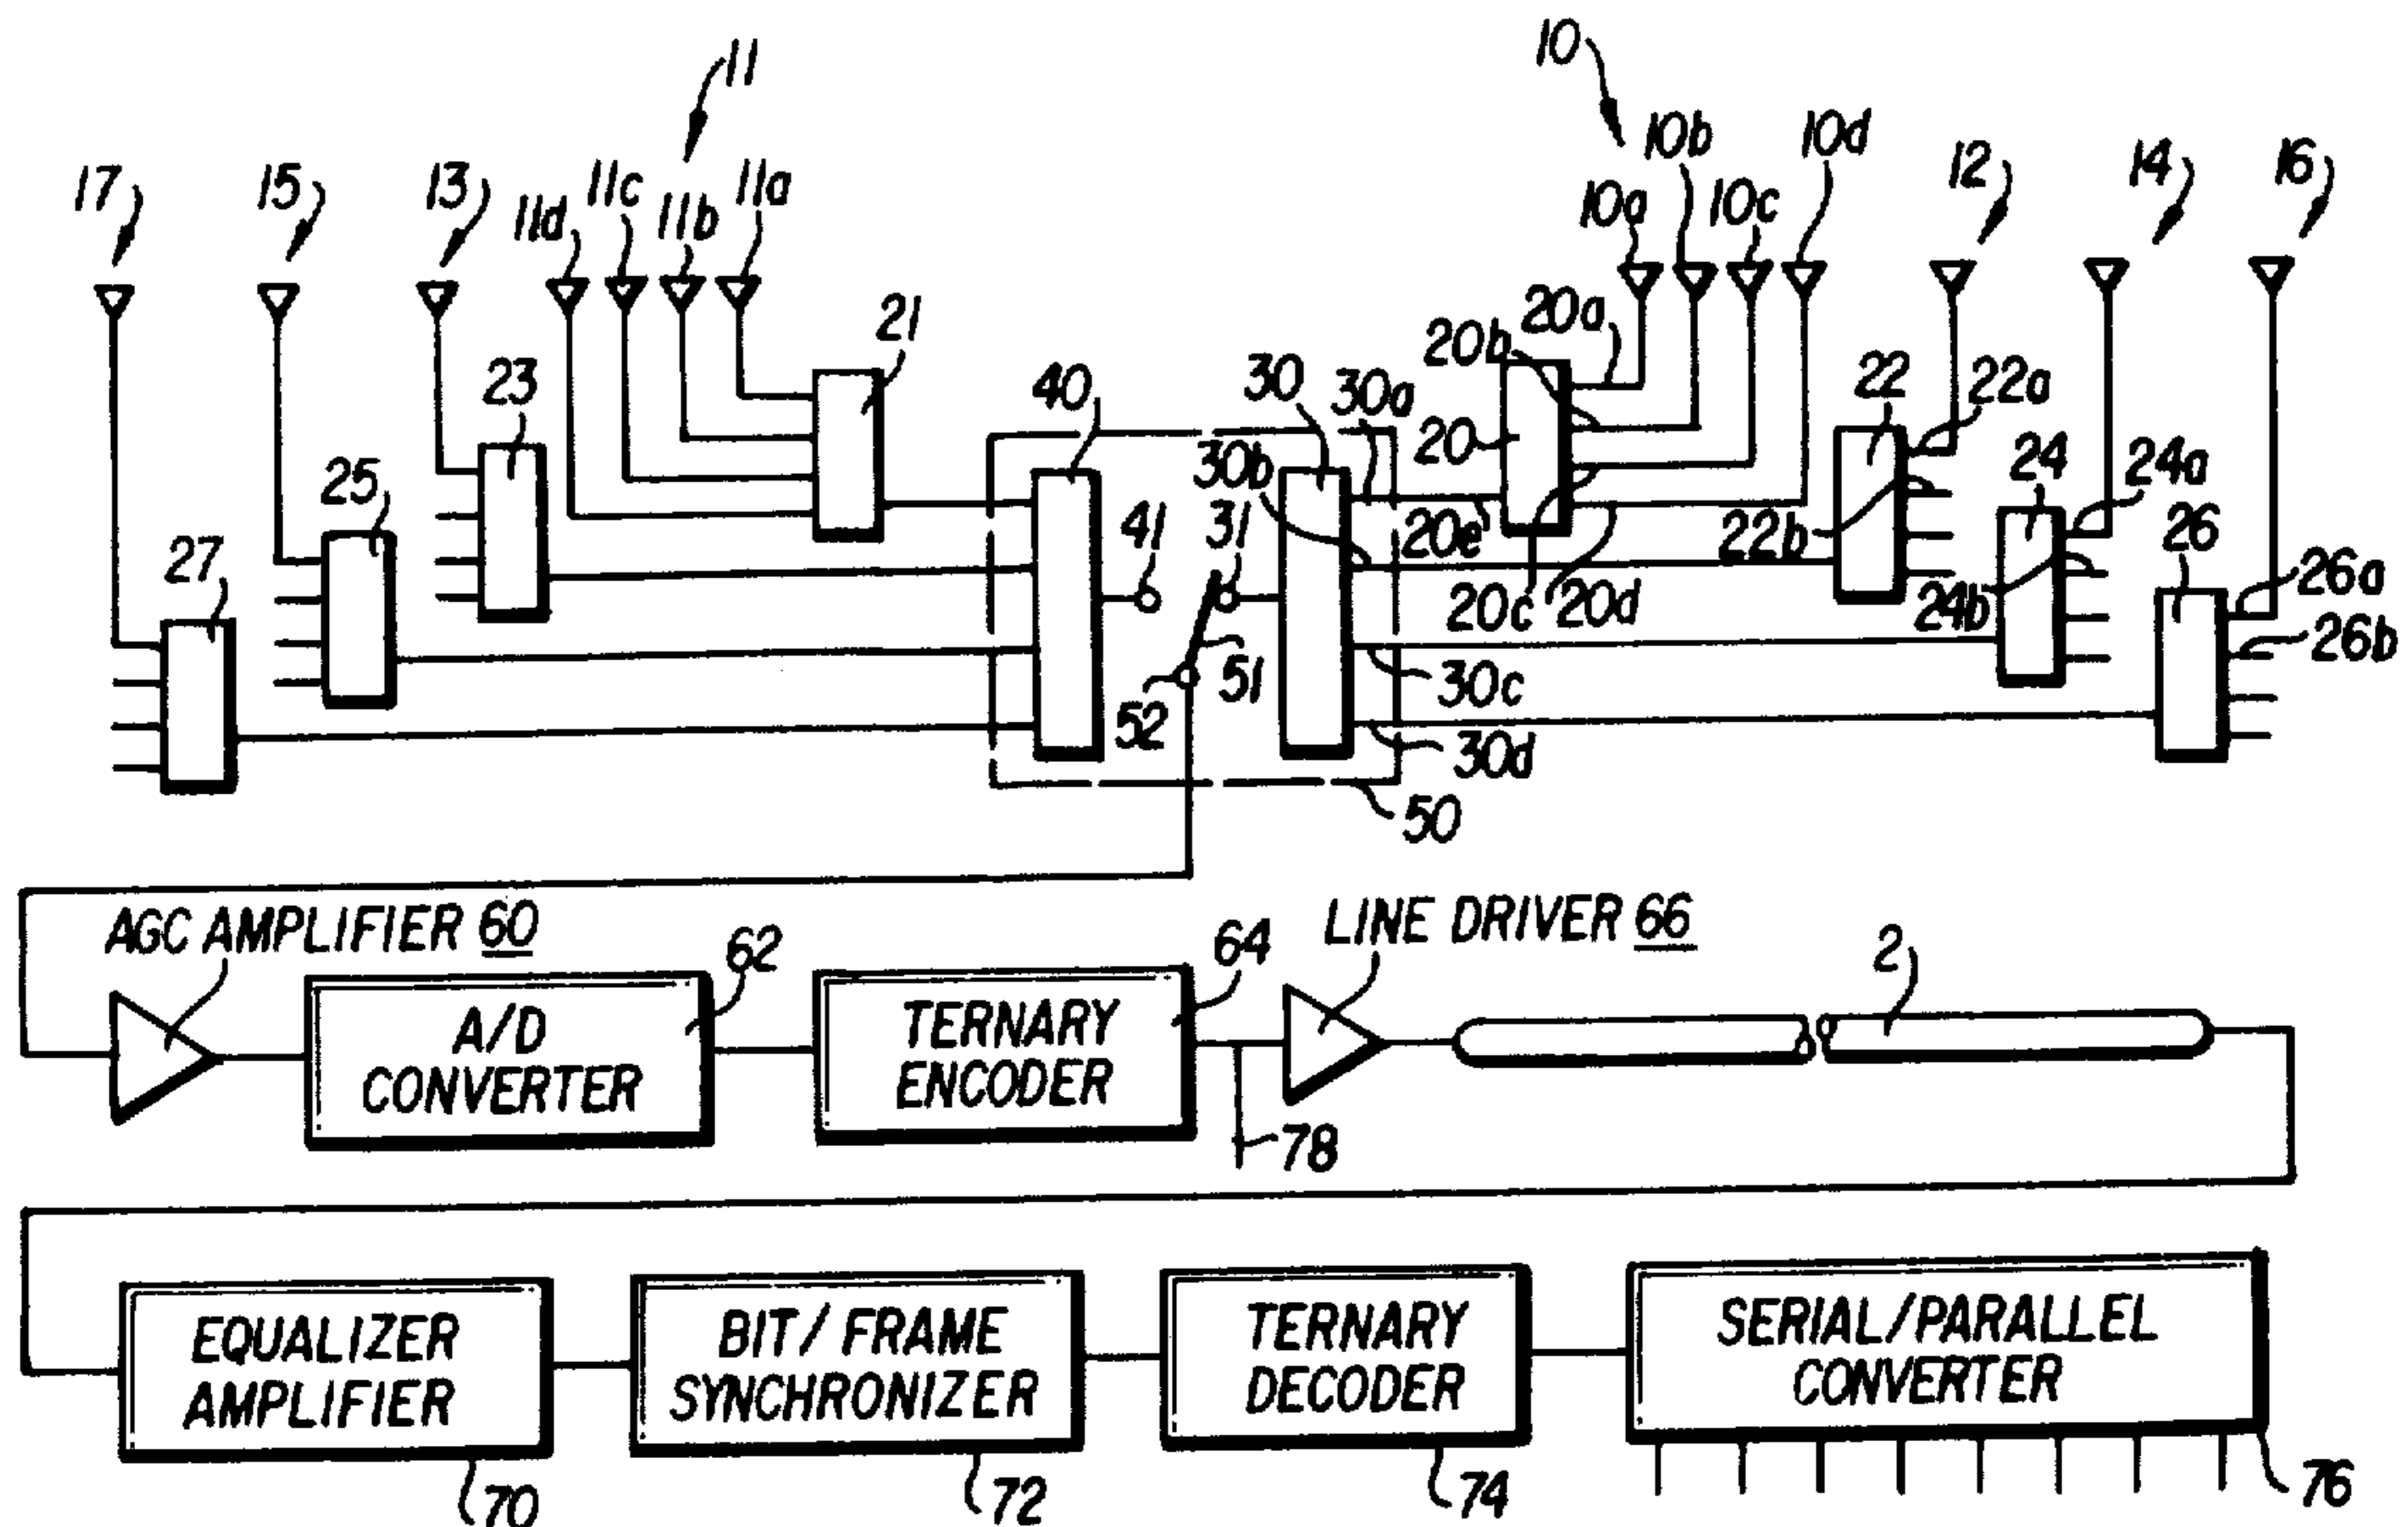 11
10
10b
10d
17
15
13
11d
11c
11b
11a
10a
10c
12
14
16
21
20b
20a
23
40
30
30a
22
22a
25
30b
20
24
24a
27
41
31
20e
22b
26
20c
20d
24b
26a
52
51
30c
26b
30d
50
AGC AMPLIFIER 60
62
64
LINE DRIVER 66
2
A/D
CONVERTER
TERNARY
ENCODER
78
EQUALIZER
AMPLIFIER
BIT/FRAME
SYNCHRONIZER
TERNARY
DECODER
SERIAL/PARALLEL
CONVERTER
70
72
74
76